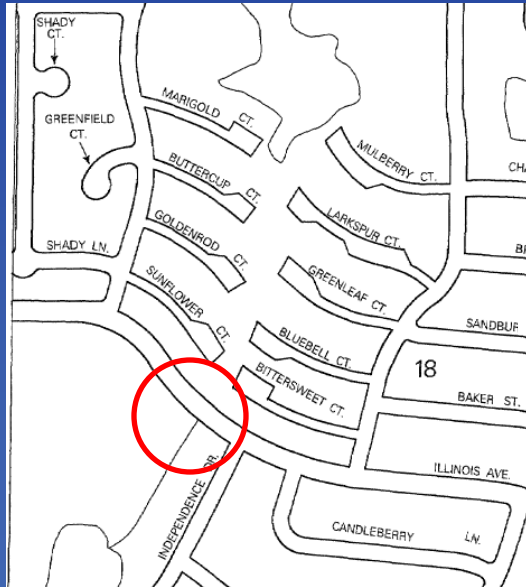 SHADY
CT.
GREENFIELD
CT.
MARIGOLD CT.
MULBERRY CT.
BUTTERCUP CT.
LARKSPUR CT.
GOLDENROD CT.
SHADY LN.
SUNFLOWER CT.
GREENLEAF CT.
SANDBUR
BLUEBELL CT.
18
BITTERSWEET CT.
BAKER ST.
ILLINOIS AVE.
INDEPENDENCE DR.
CANDLEBERRY LN.